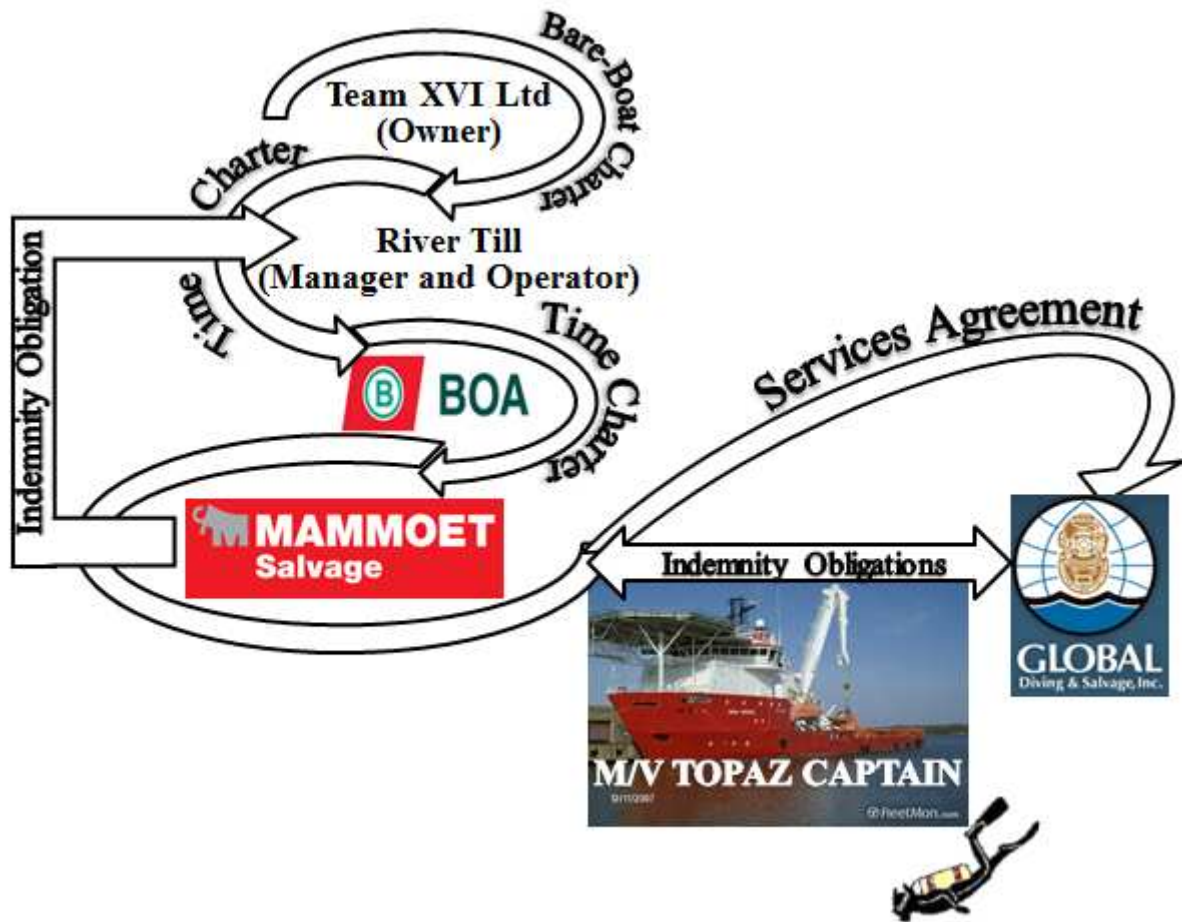 Bare-Boat Charter
Team XVI Ltd
(Owner)
Time Charter
River Till
(Manager and Operator)
Indemnity Obligation
Time Charter
B BOA
MAMMOET
Salvage
Services Agreement
Indemnity Obligations
GLOBAL
Diving & Salvage, Inc.
M/V TOPAZ CAPTAIN